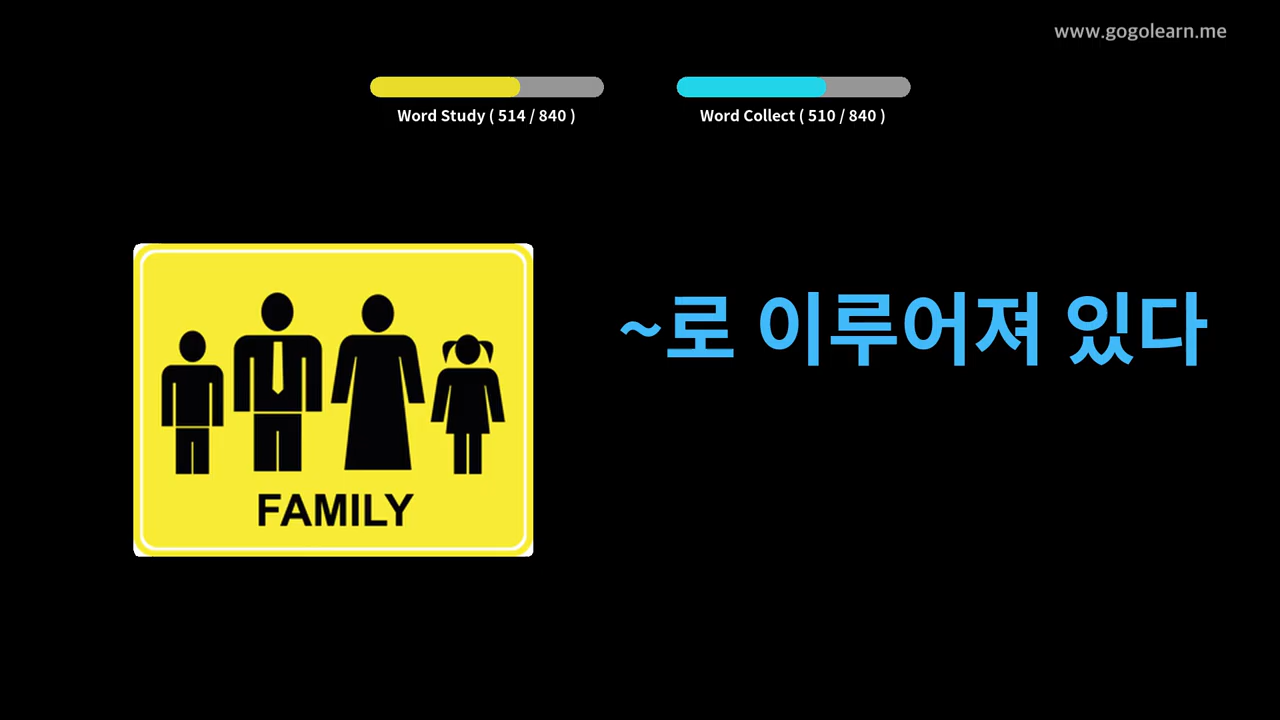 www.gogolearn.me
Word Study ( 514 / 840 )
Word Collect ( 510 / 840 )
~로 이루어져 있다
FAMILY